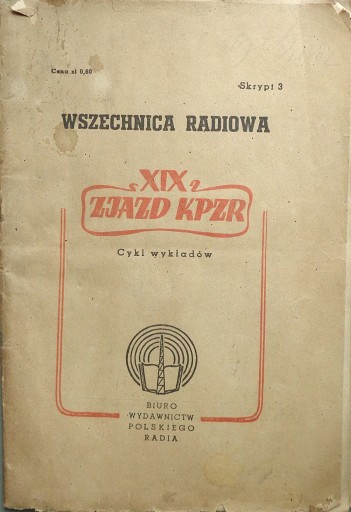 Cena zł 0,60
Skrypt 3
WSZECHNICA RADIOWA
XIX
ZJAZD KPZR
Cykl wykładów
BIURO
WYDAWNICTW
POLSKIEGO
RADIA